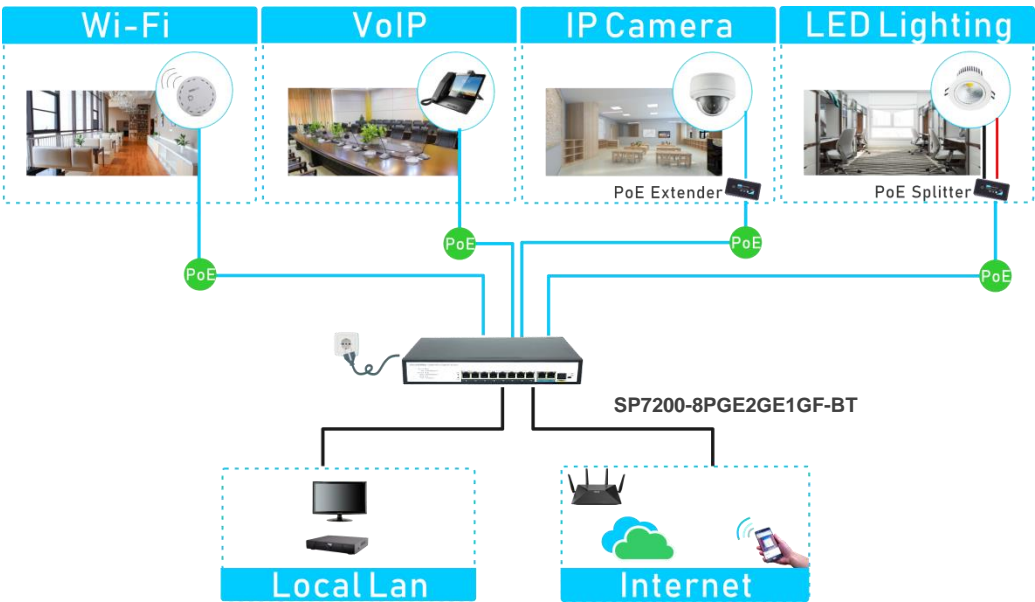 Wi-Fi
VoIP
IP Camera
LED Lighting
PoE Extender
PoE Splitter
PoE
PoE
PoE
PoE
SP7200-8PGE2GE1GF-BT
Local Lan
Internet